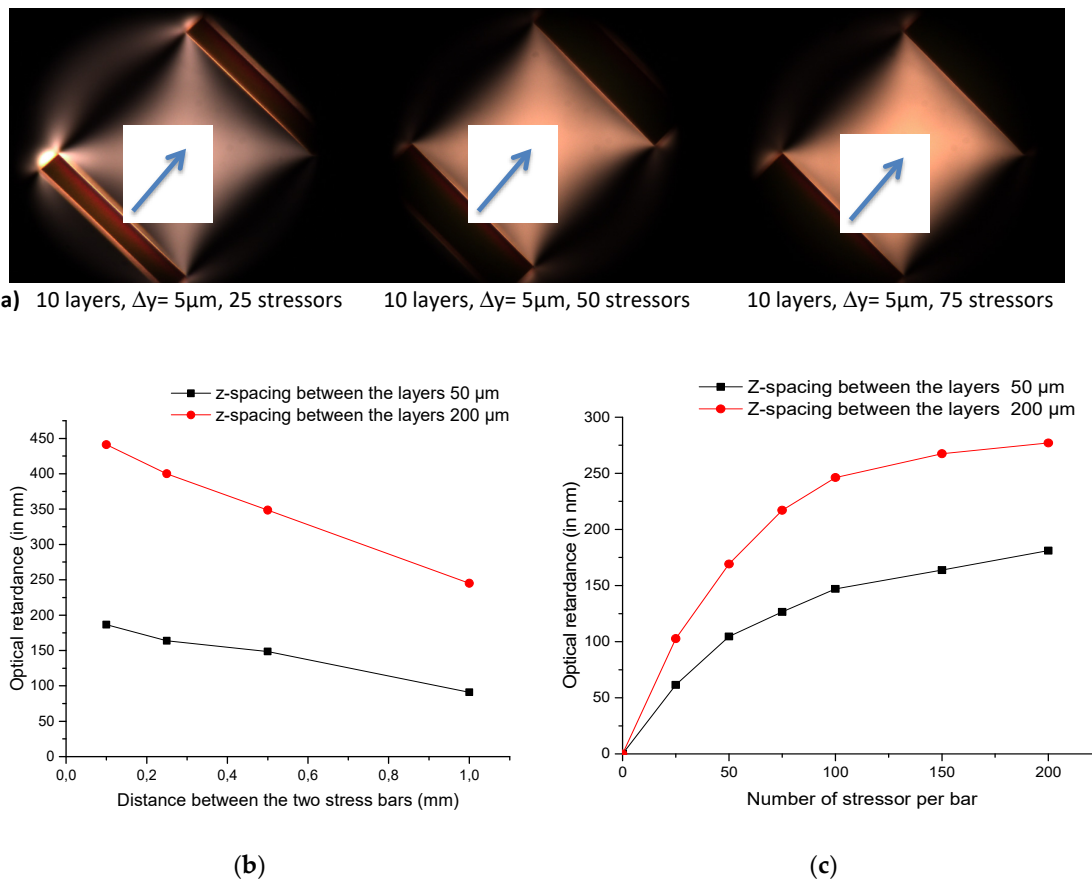 a) 10 layers, Δy= 5µm, 25 stressors 10 layers, Δy= 5µm, 50 stressors 10 layers, Δy= 5µm, 75 stressors
z-spacing between the layers 50 µm
z-spacing between the layers 200 µm
450
400
350
300
250
200
150
100
50
0
Optical retardance (in nm)
0,0 0,2 0,4 0,6 0,8 1,0
Distance between the two stress bars (mm)
(b)
Z-spacing between the layers 50 µm
Z-spacing between the layers 200 µm
300
250
200
150
100
50
0
Optical retardance (in nm)
0 50 100 150 200
Number of stressor per bar
(c)